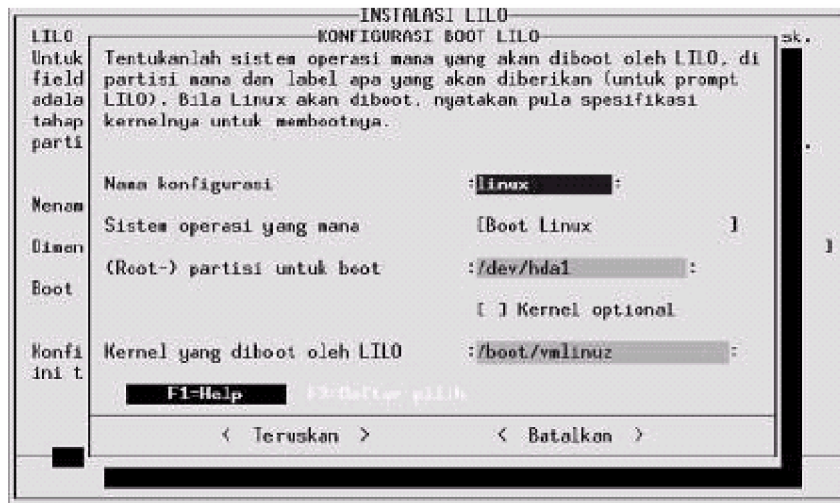 INSTALASI LILO
KONFIGURASI BOOT LILO
LILO
sk.
Untuk
field
adala
tahap
parti
Tentukanlah sistem operasi mana yang akan diboot oleh LILO, di
partisi mana dan label apa yang akan diberikan (untuk prompt
LILO). Bila Linux akan diboot, nyatakan pula spesifikasi
kernelnya untuk membootnya.
Nama konfigurasi :linux :
Menam
Sistem operasi yang mana [Boot Linux ]
Dimen ]
(Root-) partisi untuk boot :/dev/hda1 :
Boot
[ ] Kernel optional
Konfi
Kernel yang diboot oleh LILO :/boot/vmlinuz :
ini t
F1=Help F3=Daftar pilih
< Teruskan > < Batalkan >